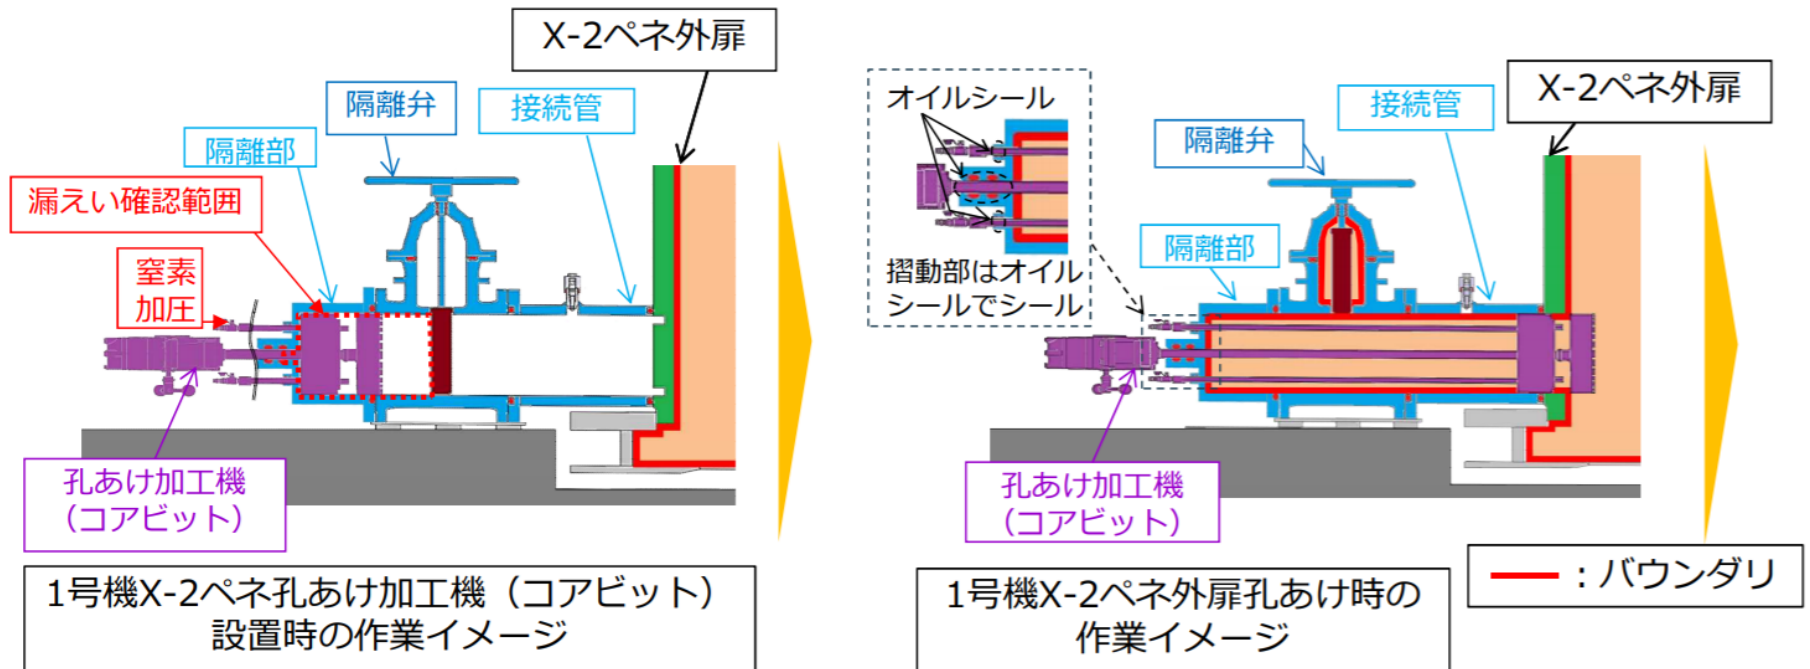 X-2ペネ外扉
隔離弁
接続管
隔離部
漏えい確認範囲
窒素
加圧
孔あけ加工機
(コアビット)
1号機X-2ペネ孔あけ加工機（コアビット）
設置時の作業イメージ
オイルシール
摺動部はオイル
シールでシール
X-2ペネ外扉
接続管
隔離弁
隔離部
孔あけ加工機
(コアビット)
1号機X-2ペネ外扉孔あけ時の
作業イメージ
：バウンダリ